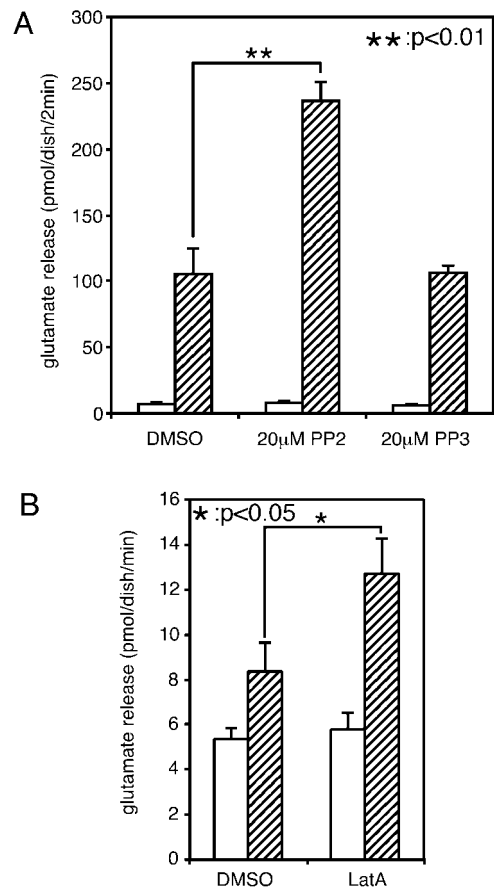 A
300
250
200
150
100
50
0
glutamate release (pmol/dish/2min)
**:p<0.01
**
DMSO 20μM PP2 20μM PP3
B
16
14
12
10
8
6
4
2
0
glutamate release (pmol/dish/min)
*:p<0.05
*
DMSO LatA